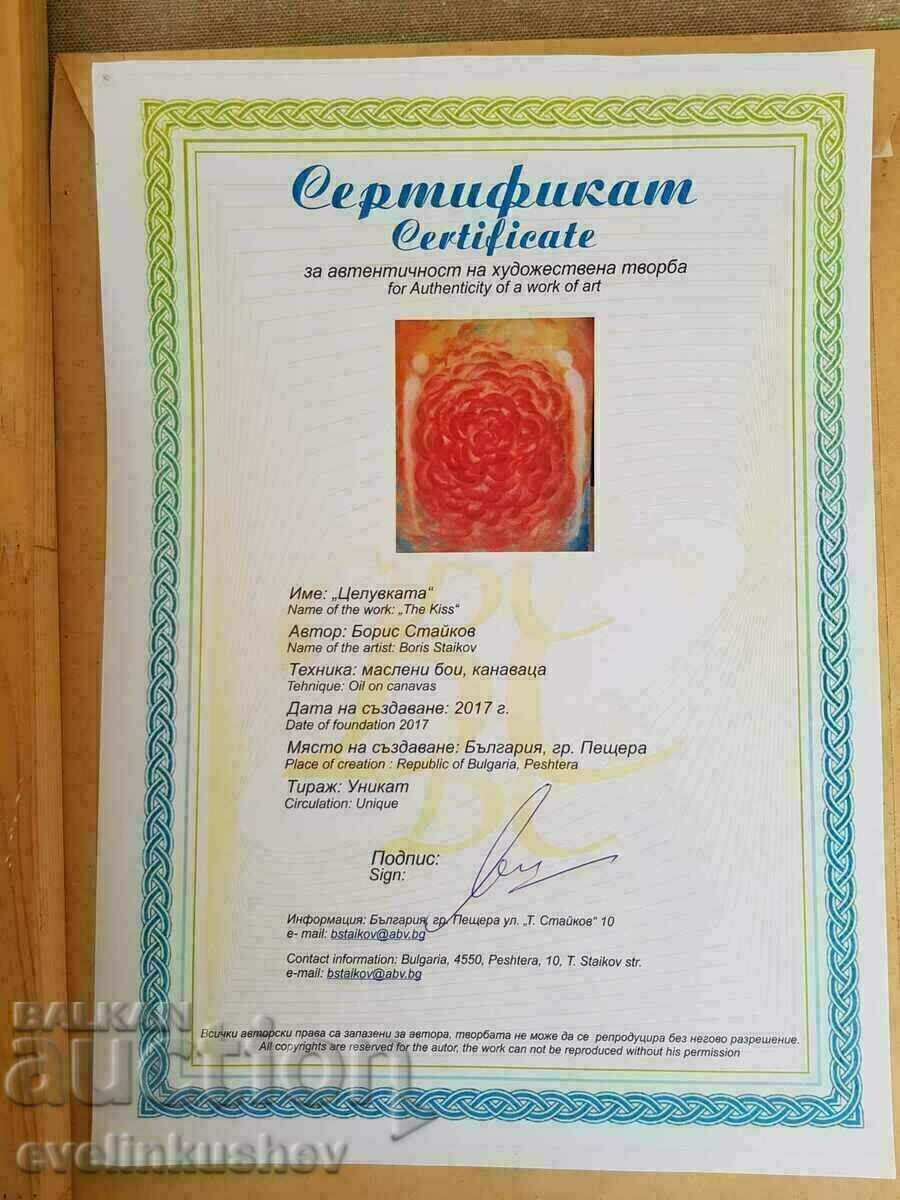 Сертификат
Certificate
за автентичност на художествена творба
for Authenticity of a work of art
Име: „Целувката“
Name of the work: „The Kiss“
Автор: Борис Стайков
Name of the artist: Boris Staikov
Техника: маслени бои, канаваца
Tehnique: Oil on canavas
Дата на създаване: 2017 г.
Date of foundation 2017
Място на създаване: България, гр. Пещера
Place of creation : Republic of Bulgaria, Peshtera
Тираж: Уникат
Circulation: Unique
Подпис:
Sign:
Информация: България, гр. Пещера ул. „Т. Стайков“ 10
e- mail: bstaikov@abv.bg
Contact information: Bulgaria, 4550, Peshtera, 10, T. Staikov str.
e-mail: bstaikov@abv.bg
Всички авторски права са запазени за автора, творбата не може да се репродуцира без негово разрешение.
All copyrights are reserved for the autor, the work can not be reproduced without his permission
BALKAN
auction
evelinkushev